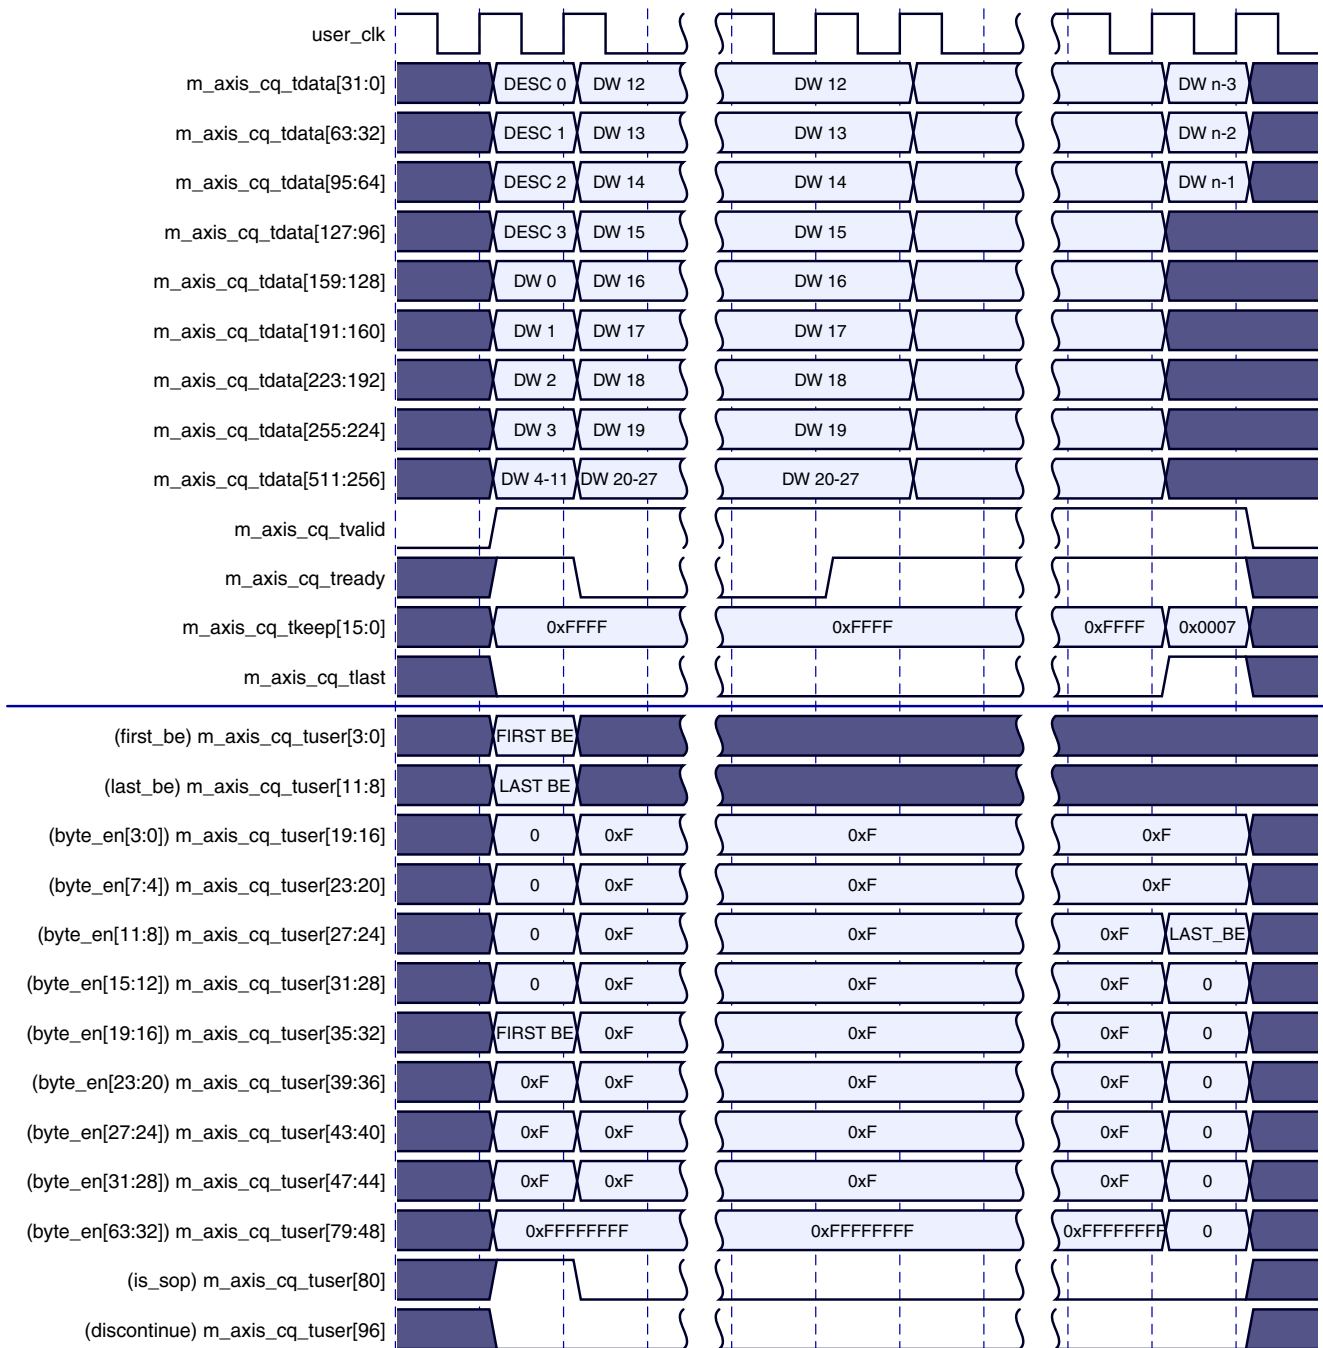 user_clk
m_axis_cq_tdata[31:0] DESC 0 DW 12 DW 12 DW n-3
m_axis_cq_tdata[63:32] DESC 1 DW 13 DW 13 DW n-2
m_axis_cq_tdata[95:64] DESC 2 DW 14 DW 14 DW n-1
m_axis_cq_tdata[127:96] DESC 3 DW 15 DW 15
m_axis_cq_tdata[159:128] DW 0 DW 16 DW 16
m_axis_cq_tdata[191:160] DW 1 DW 17 DW 17
m_axis_cq_tdata[223:192] DW 2 DW 18 DW 18
m_axis_cq_tdata[255:224] DW 3 DW 19 DW 19
m_axis_cq_tdata[511:256] DW 4-11 DW 20-27 DW 20-27
m_axis_cq_tvalid
m_axis_cq_tready
m_axis_cq_tkeep[15:0] 0xFFFF 0xFFFF 0xFFFF 0x0007
m_axis_cq_tlast
(first_be) m_axis_cq_tuser[3:0] FIRST BE
(last_be) m_axis_cq_tuser[11:8] LAST BE
(byte_en[3:0]) m_axis_cq_tuser[19:16] 0 0xF 0xF 0xF
(byte_en[7:4]) m_axis_cq_tuser[23:20] 0 0xF 0xF 0xF
(byte_en[11:8]) m_axis_cq_tuser[27:24] 0 0xF 0xF 0xF LAST_BE
(byte_en[15:12]) m_axis_cq_tuser[31:28] 0 0xF 0xF 0xF 0
(byte_en[19:16] m_axis_cq_tuser[35:32] FIRST BE 0xF 0xF 0xF 0
(byte_en[23:20) m_axis_cq_tuser[39:36] 0xF 0xF 0xF 0xF 0
(byte_en[27:24]) m_axis_cq_tuser[43:40] 0xF 0xF 0xF 0xF 0
(byte_en[31:28]) m_axis_cq_tuser[47:44] 0xF 0xF 0xF 0xF 0
(byte_en[63:32]) m_axis_cq_tuser[79:48] 0xFFFFFFFF 0xFFFFFFFF 0xFFFFFFFF 0
(is_sop) m_axis_cq_tuser[80]
(discontinue) m_axis_cq_tuser[96]